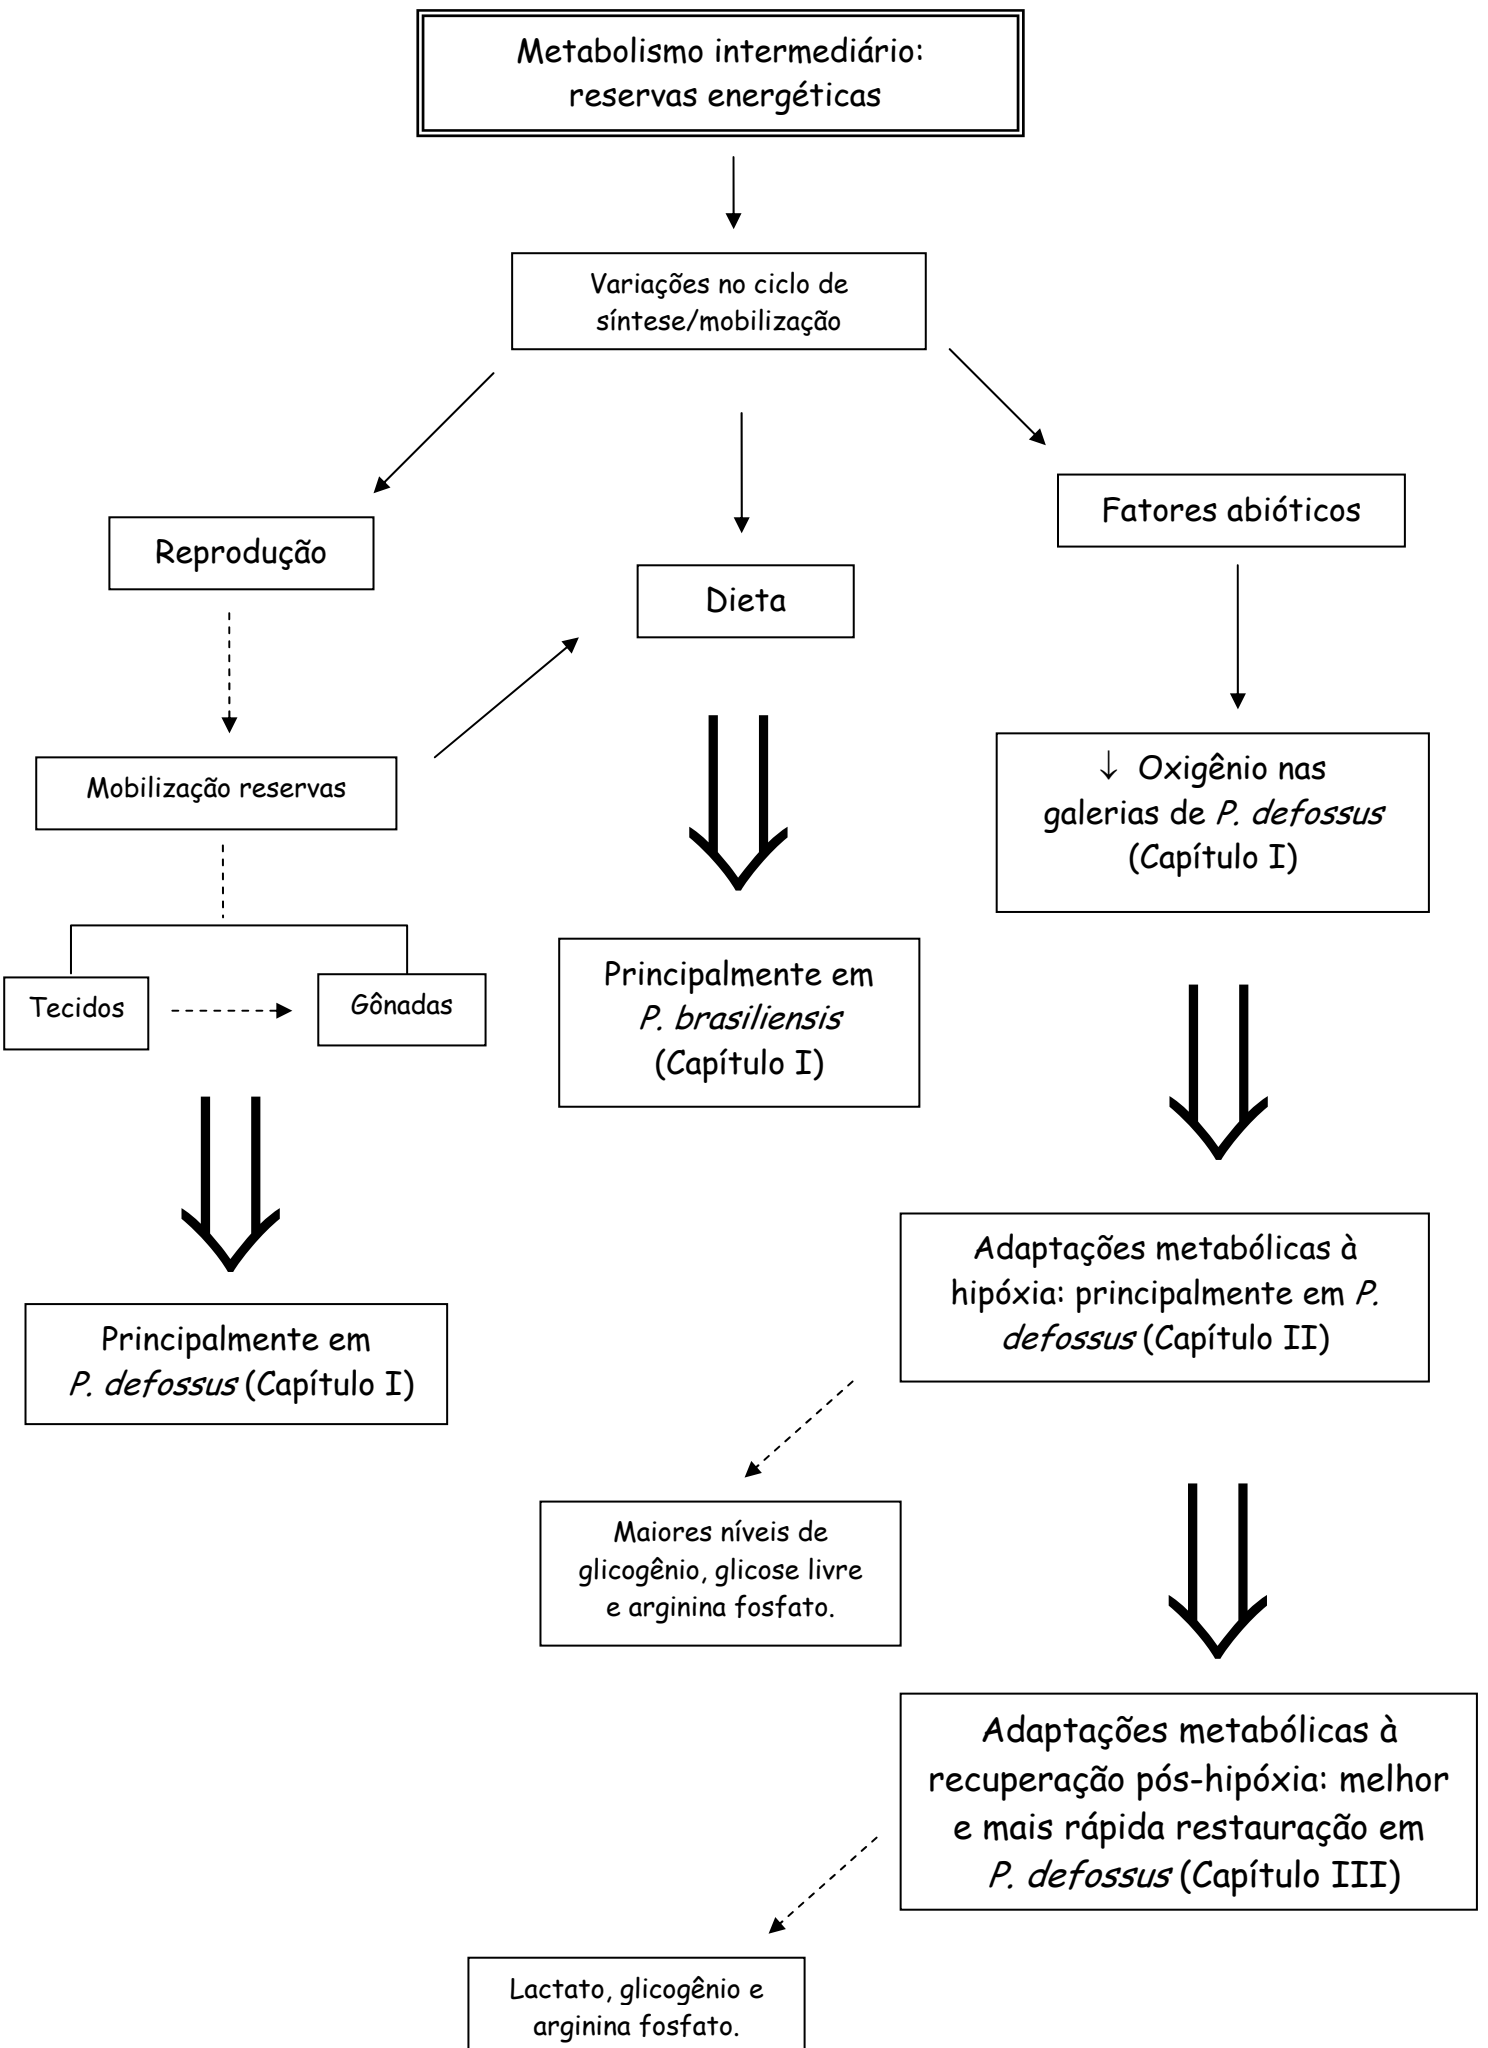 Metabolismo intermediário:
reservas energéticas
Variações no ciclo de
síntese/mobilização
Reprodução
Dieta
Fatores abióticos
Mobilização reservas
Tecidos
Gônadas
Principalmente em
P. defossus (Capítulo I)
Principalmente em
P. brasiliensis
(Capítulo I)
↓ Oxigênio nas
galerias de P. defossus
(Capítulo I)
Adaptações metabólicas à
hipóxia: principalmente em P.
defossus (Capítulo II)
Maiores níveis de
glicogênio, glicose livre
e arginina fosfato.
Adaptações metabólicas à
recuperação pós-hipóxia: melhor
e mais rápida restauração em
P. defossus (Capítulo III)
Lactato, glicogênio e
arginina fosfato.